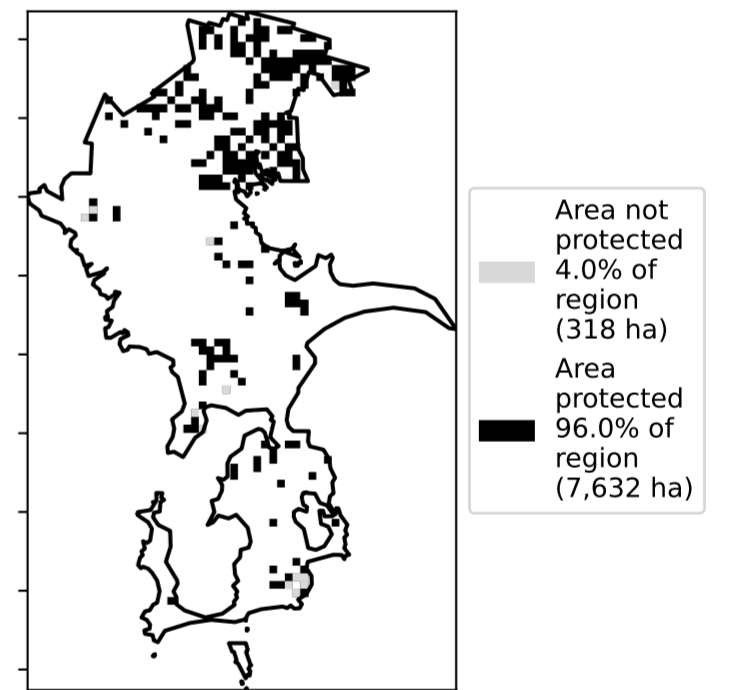 Area not
protected
4.0% of
region
(318 ha)
Area
protected
96.0% of
region
(7,632 ha)